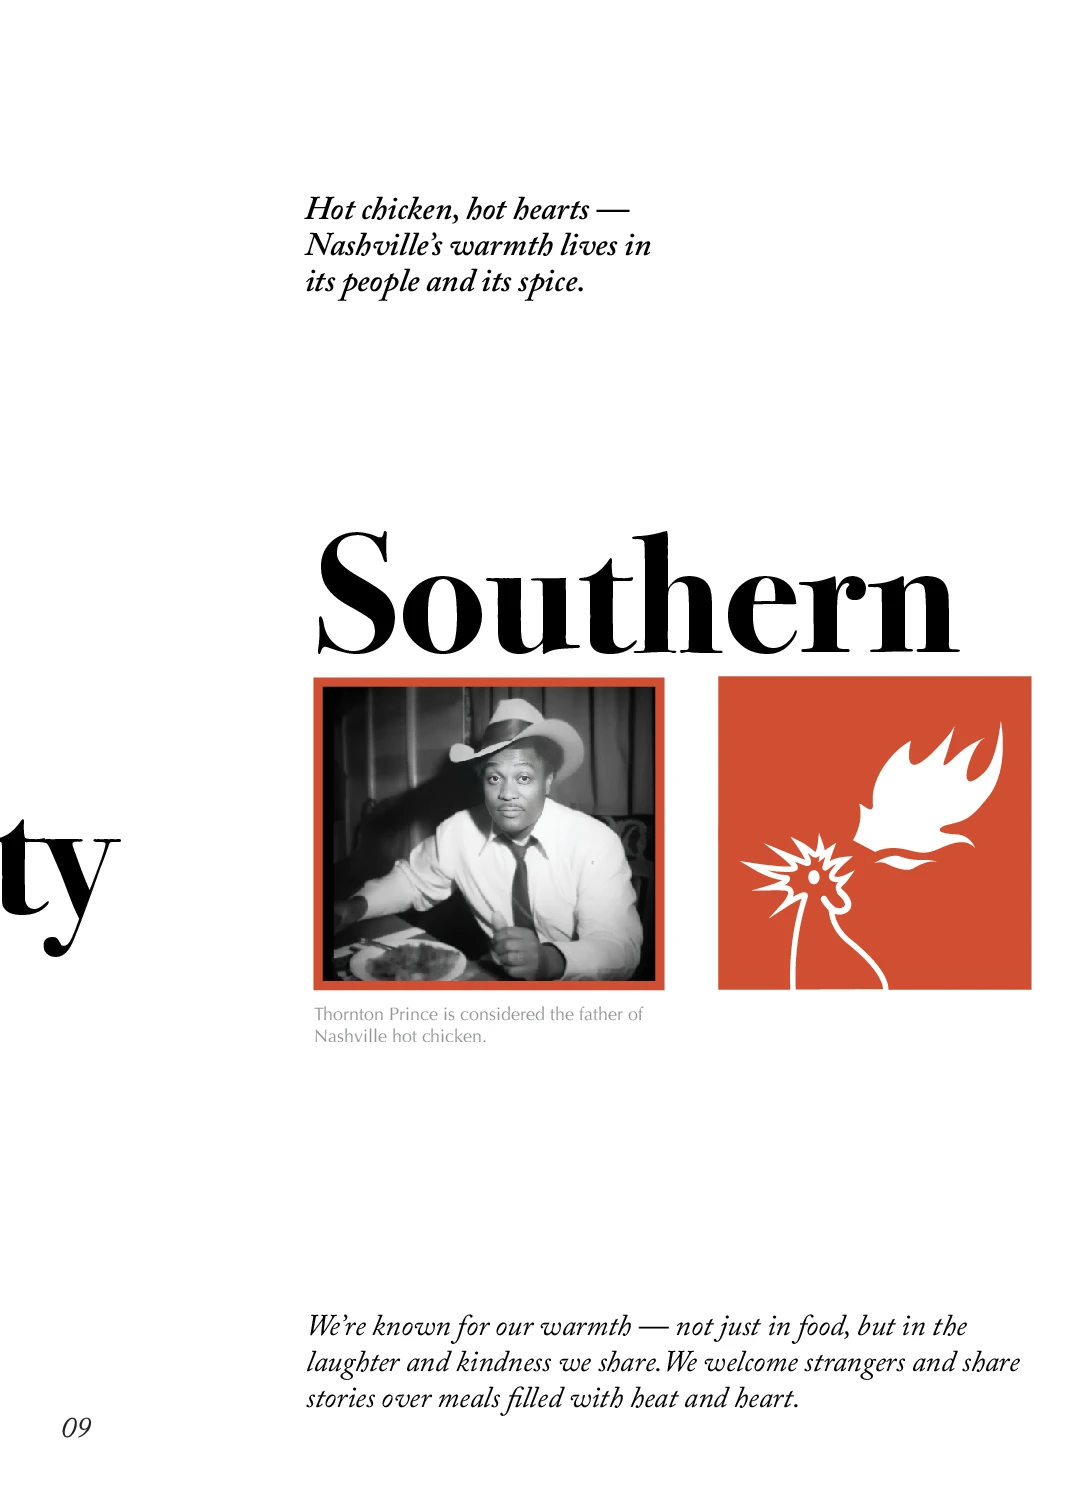 Hot chicken, hot hearts —
Nashville's warmth lives in
its people and its spice.
Southern
ty
Thornton Prince is considered the father of
Nashville hot chicken.
We're known for our warmth — not just in food, but in the
laughter and kindness we share. We welcome strangers and share
stories over meals filled with heat and heart.
09